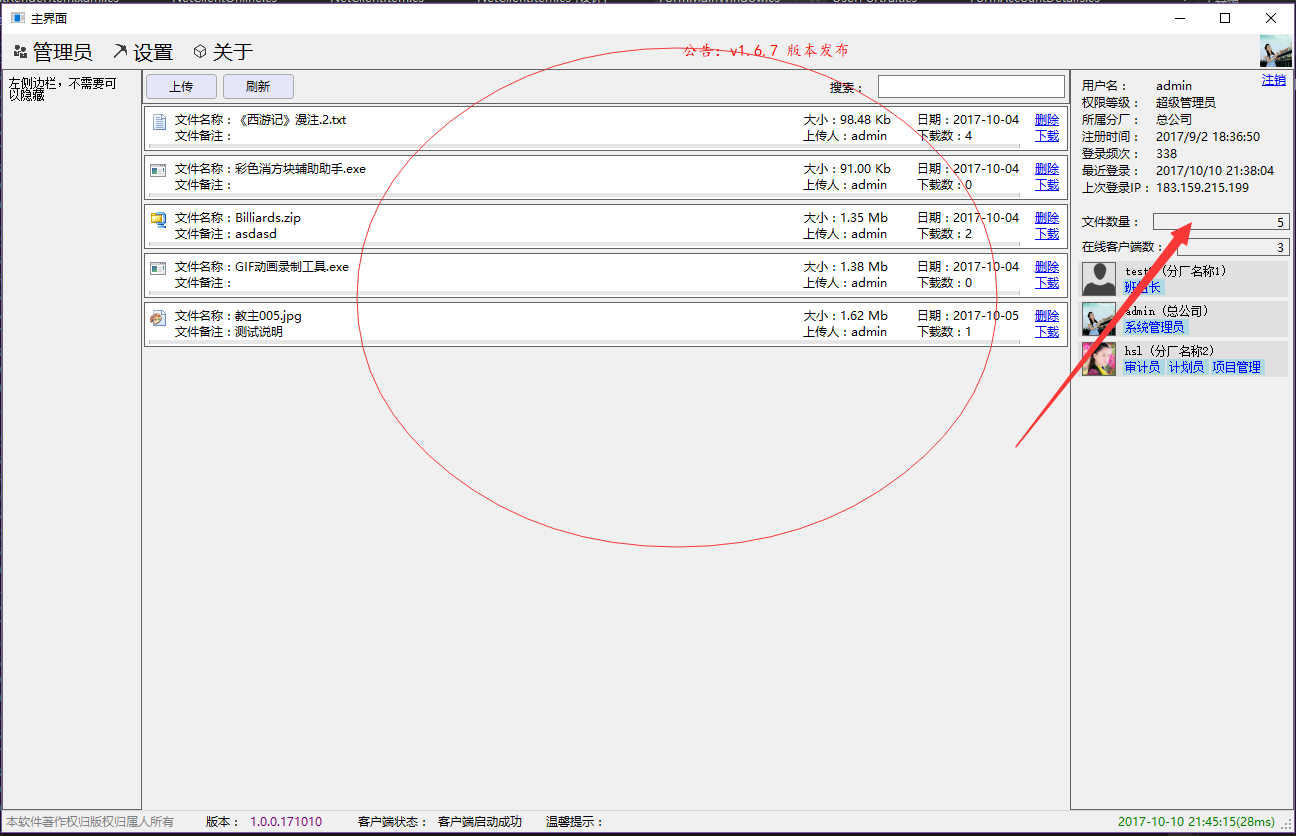 主界面
管理员 设置 关于 公告：v1.6.7 版本发布
左侧边栏，不需要可
以隐藏
上传 刷新 搜索：
文件名称：《西游记》漫注.2.txt 大小：98.48 Kb 日期：2017-10-04 删除
文件备注： 上传人：admin 下载数：4 下载
文件名称：彩色消方块辅助助手.exe 大小：91.00 Kb 日期：2017-10-04 删除
文件备注： 上传人：admin 下载数：0 下载
文件名称：Billiards.zip 大小：1.35 Mb 日期：2017-10-04 删除
文件备注：asdasd 上传人：admin 下载数：2 下载
文件名称：GIF动画录制工具.exe 大小：1.38 Mb 日期：2017-10-04 删除
文件备注： 上传人：admin 下载数：0 下载
文件名称：教主005.jpg 大小：1.62 Mb 日期：2017-10-05 删除
文件备注：测试说明 上传人：admin 下载数：1 下载
用户名： admin 注销
权限等级： 超级管理员
所属分厂： 总公司
注册时间： 2017/9/2 18:36:50
登录频次： 338
最近登录： 2017/10/10 21:38:04
上次登录IP： 183.159.215.199
文件数量： 5
在线客户端数： 3
(分厂名称1)
admin (总公司)
系统管理员
hsl (分厂名称2)
审计员 计划员 项目管理
本软件著作权归版权归属人所有 版本： 1.0.0.171010 客户端状态： 客户端启动成功 温馨提示： 2017-10-10 21:45:15(28ms)